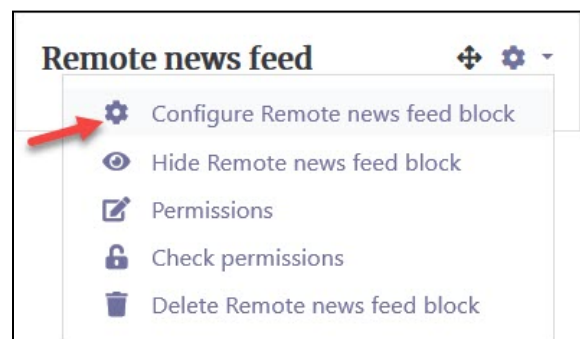 Remote news feed
Configure Remote news feed block
Hide Remote news feed block
Permissions
Check permissions
Delete Remote news feed block